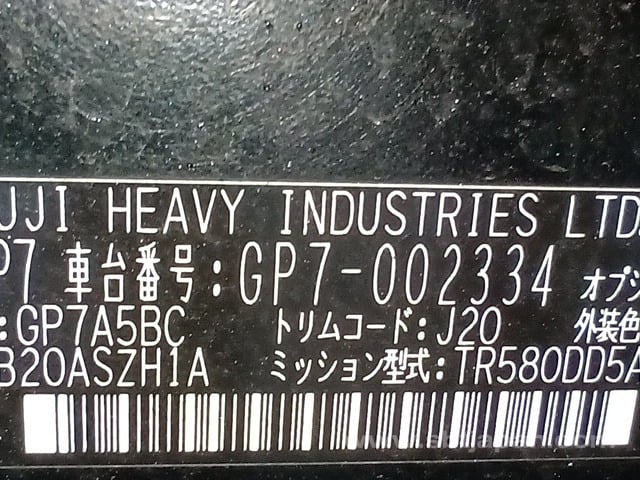 UJI HEAVY INDUSTRIES LTD.
P7 車台番号:GP7-002334 オプシ
:GP7A5BC トリムコード:J20 外装色
B20ASZH1A ミッション型式:TR580DD5A